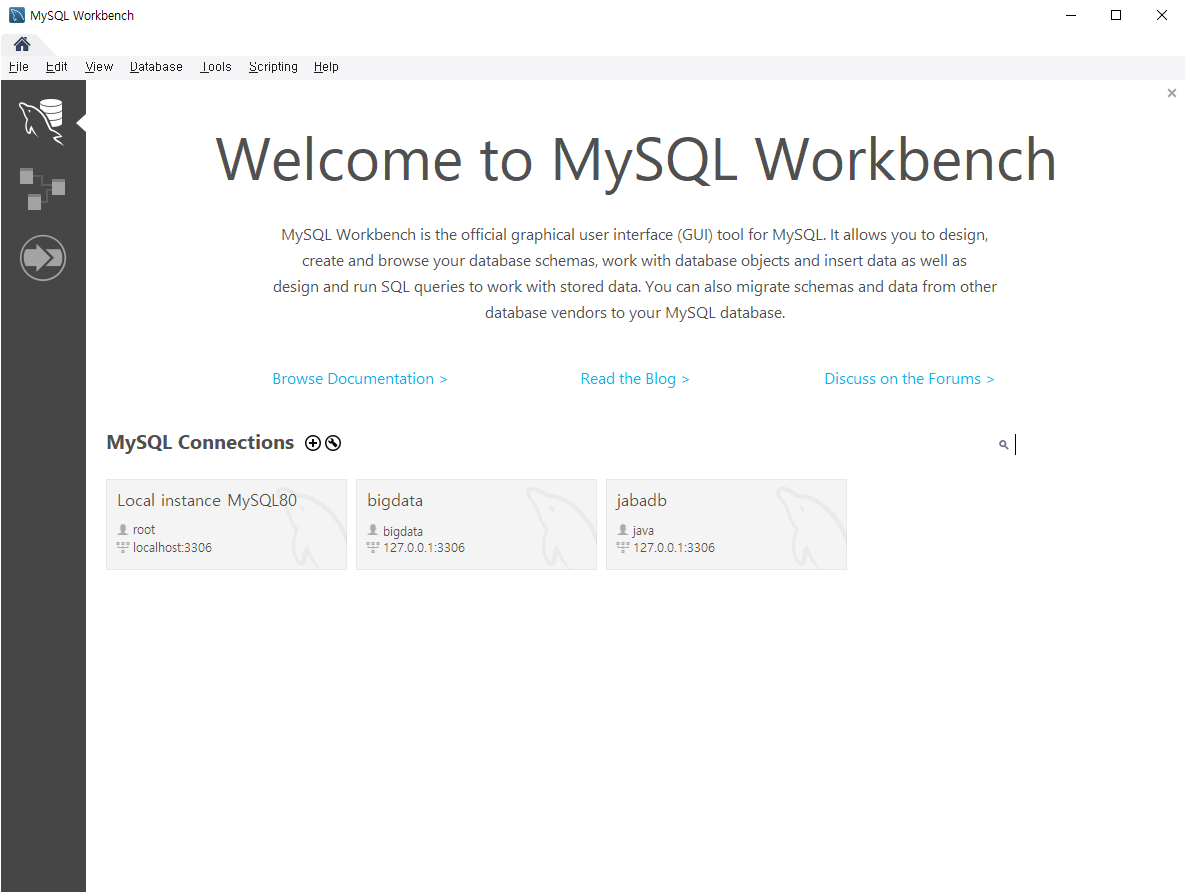 MySQL Workbench
File Edit View Database Tools Scripting Help
Welcome to MySQL Workbench
MySQL Workbench is the official graphical user interface (GUI) tool for MySQL. It allows you to design,
create and browse your database schemas, work with database objects and insert data as well as
design and run SQL queries to work with stored data. You can also migrate schemas and data from other
database vendors to your MySQL database.
Browse Documentation > Read the Blog > Discuss on the Forums >
MySQL Connections
Local instance MySQL80
root
localhost:3306
bigdata
bigdata
127.0.0.1:3306
jabadb
java
127.0.0.1:3306